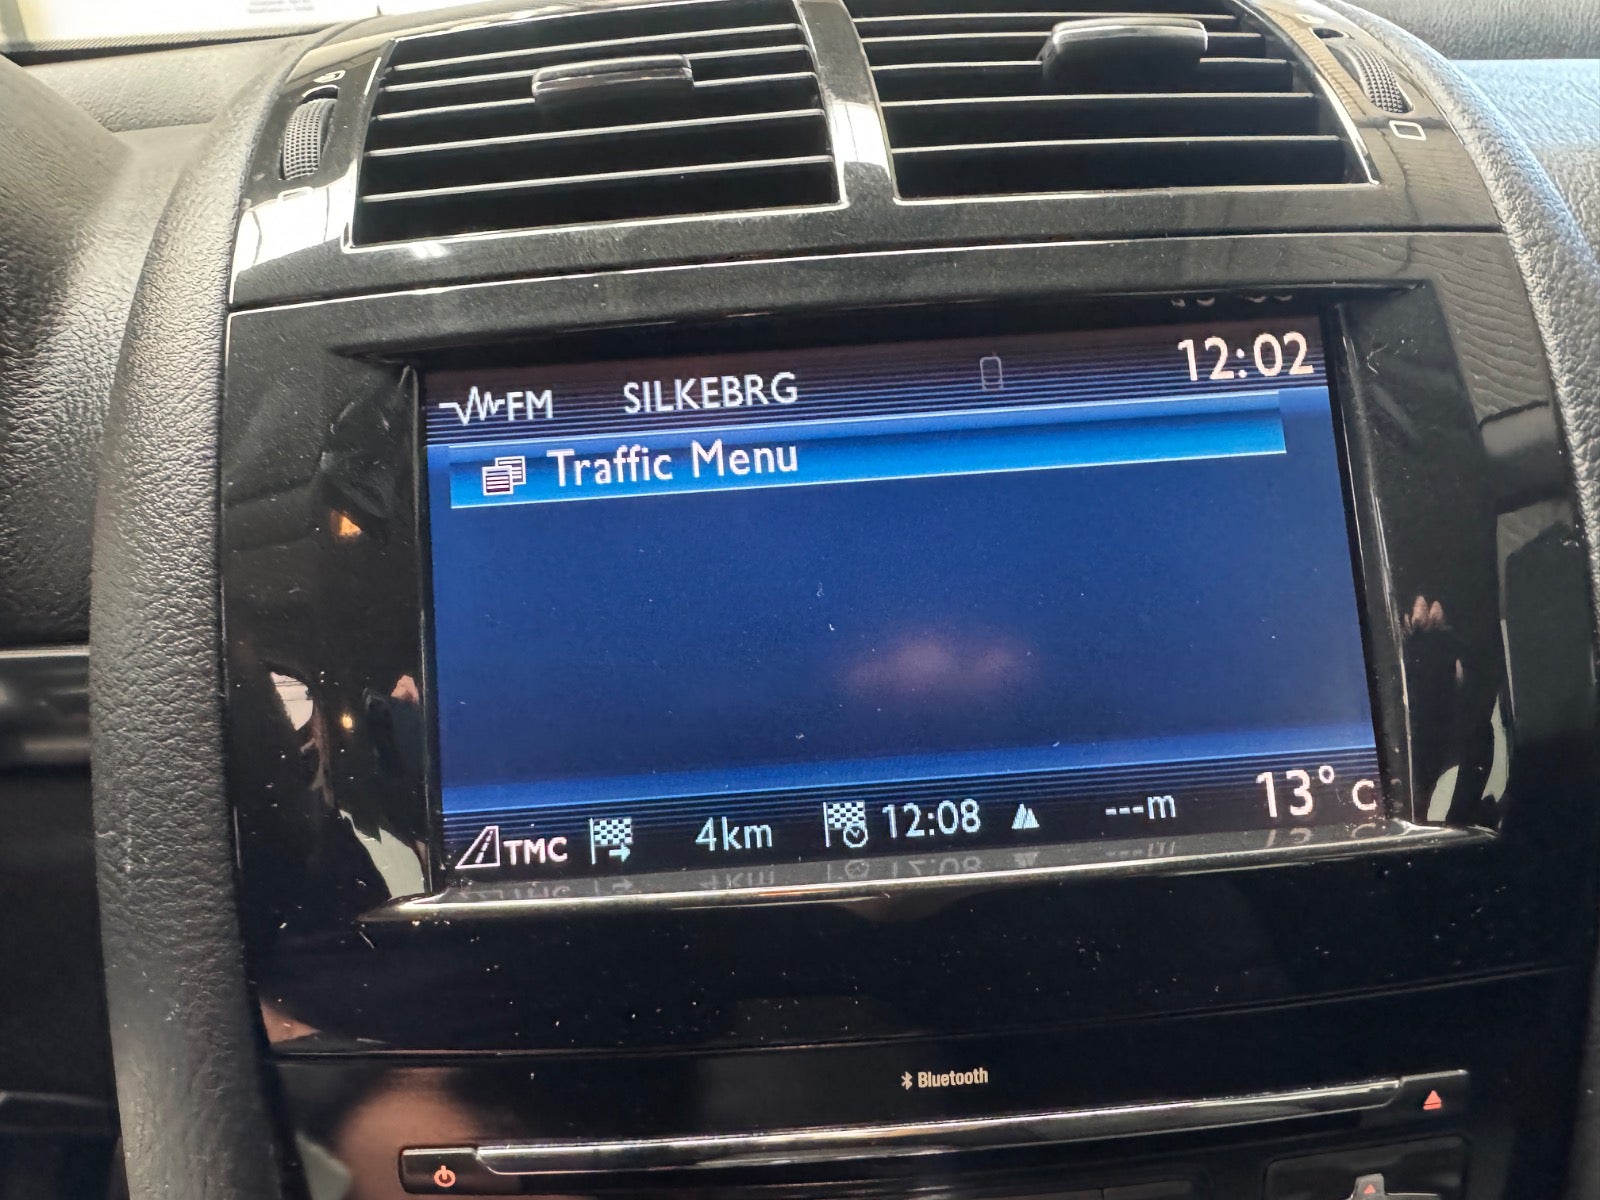 FM SILKEBRG 12:02
Traffic Menu
TMC 4km 12:08 ---m 13° C
Bluetooth